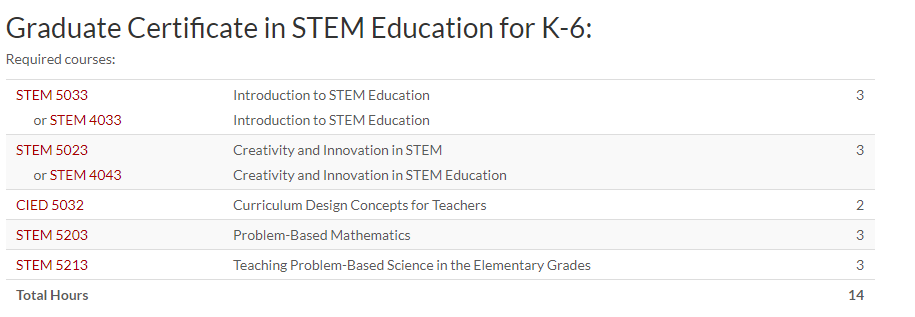 Graduate Certificate in STEM Education for K-6:
Required courses:
STEM 5033 Introduction to STEM Education 3
or STEM 4033 Introduction to STEM Education
STEM 5023 Creativity and Innovation in STEM 3
or STEM 4043 Creativity and Innovation in STEM Education
CIED 5032 Curriculum Design Concepts for Teachers 2
STEM 5203 Problem-Based Mathematics 3
STEM 5213 Teaching Problem-Based Science in the Elementary Grades 3
Total Hours 14